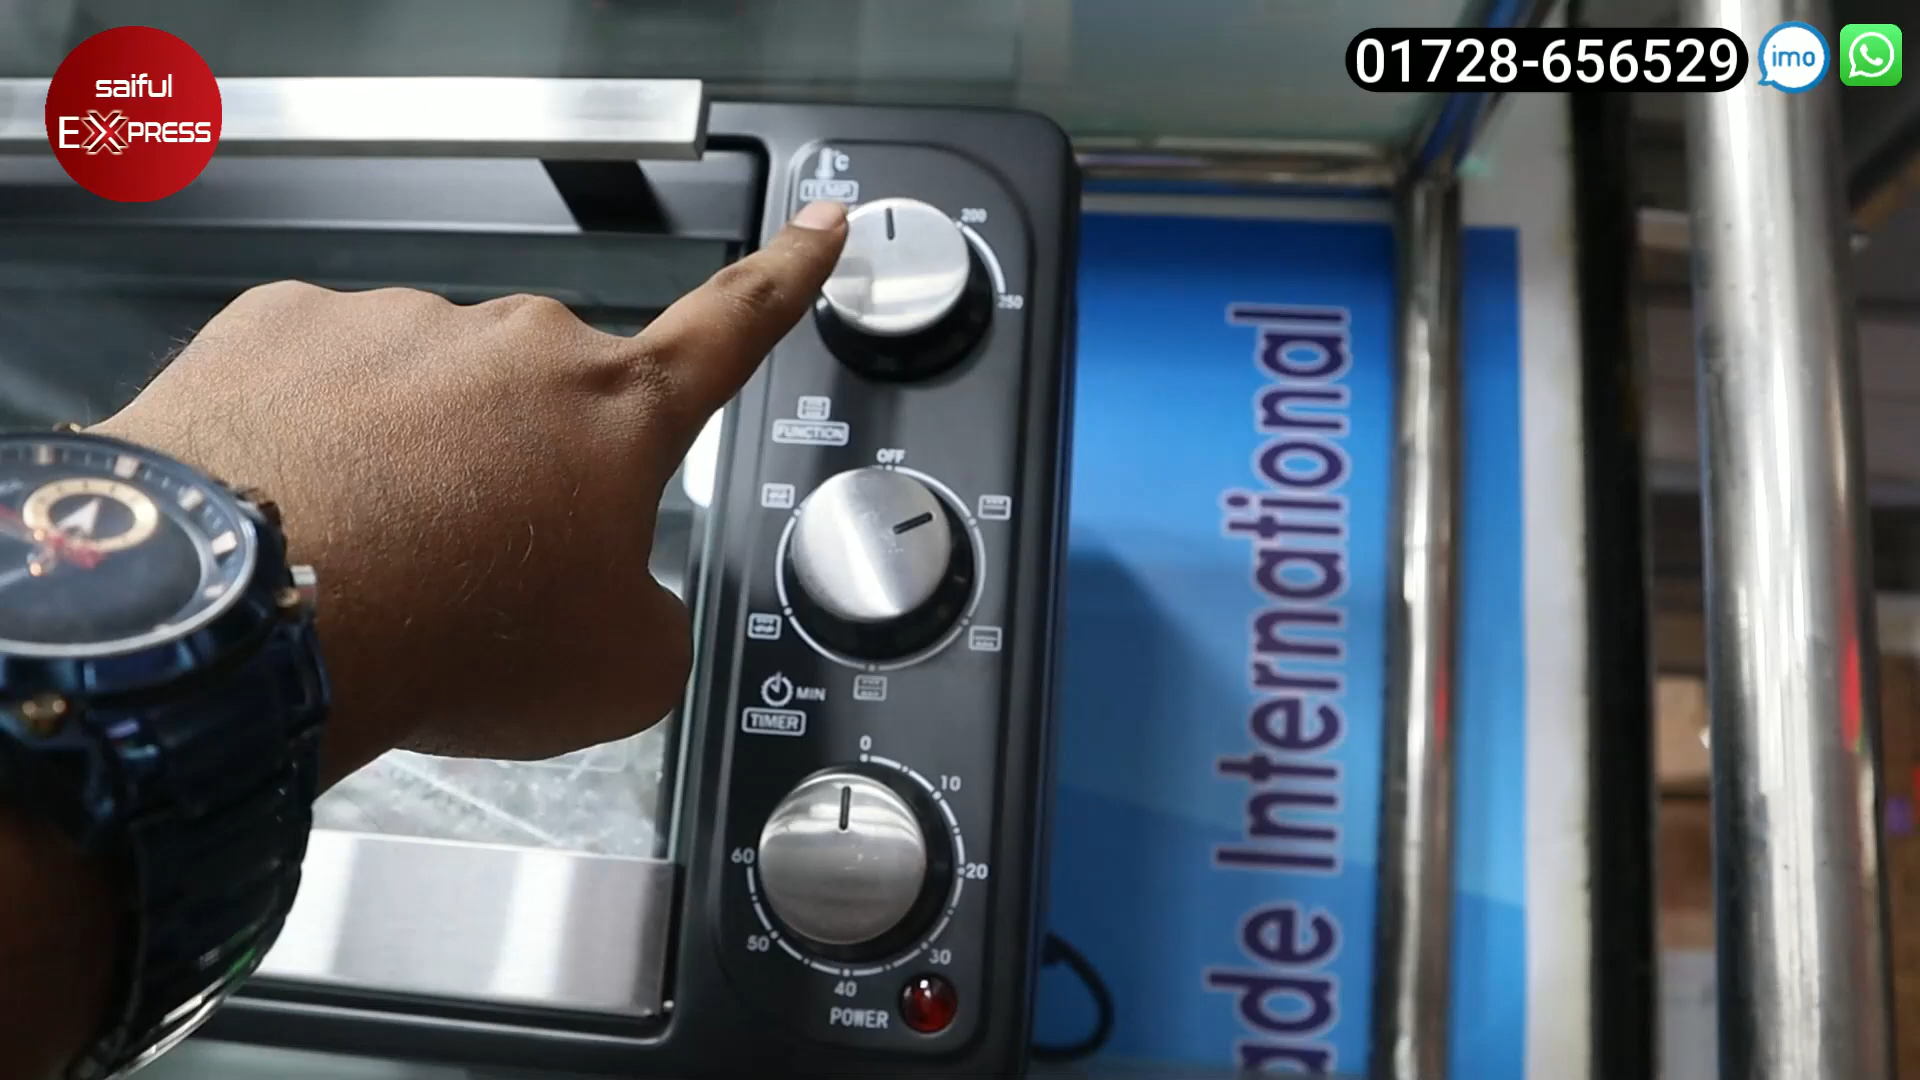 saiful
EXPRESS
01728-656529
imo
°C
TEMP
200
250
FUNCTION
OFF
MIN
TIMER
0
10
20
30
40
50
60
POWER
ade International